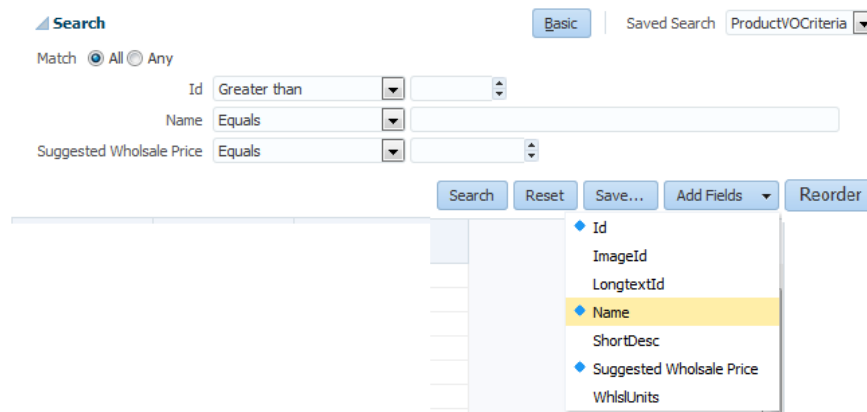 Search Basic Saved Search ProductVOCriteria
Match All Any
Id Greater than
Name Equals
Suggested Wholsale Price Equals
Search Reset Save... Add Fields Reorder
Id
ImageId
LongtextId
Name
ShortDesc
Suggested Wholsale Price
WhlslUnits